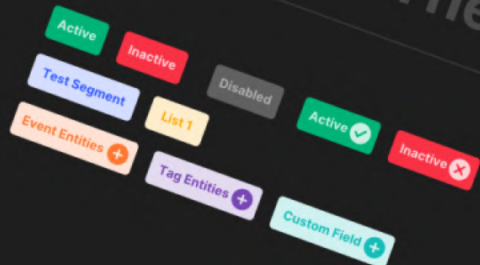 Active
Inactive
Disabled
Active
Inactive
Test Segment
List 1
Event Entities
Tag Entities
Custom Field